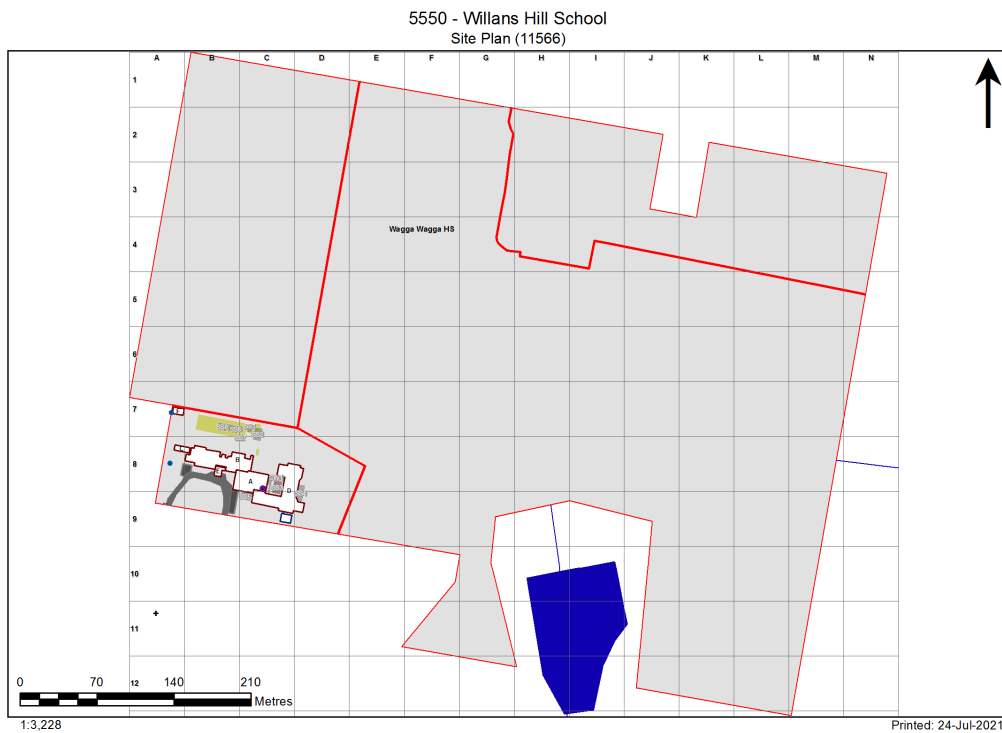 5550 - Willans Hill School
Site Plan (11566)
A B C D E F G H I J K L M N
1
2
3
4
Wagga Wagga HS
5
6
7
8
B
A
D
9
10
11
12
0 70 140 210
Metres
1:3,228
Printed: 24-Jul-2021